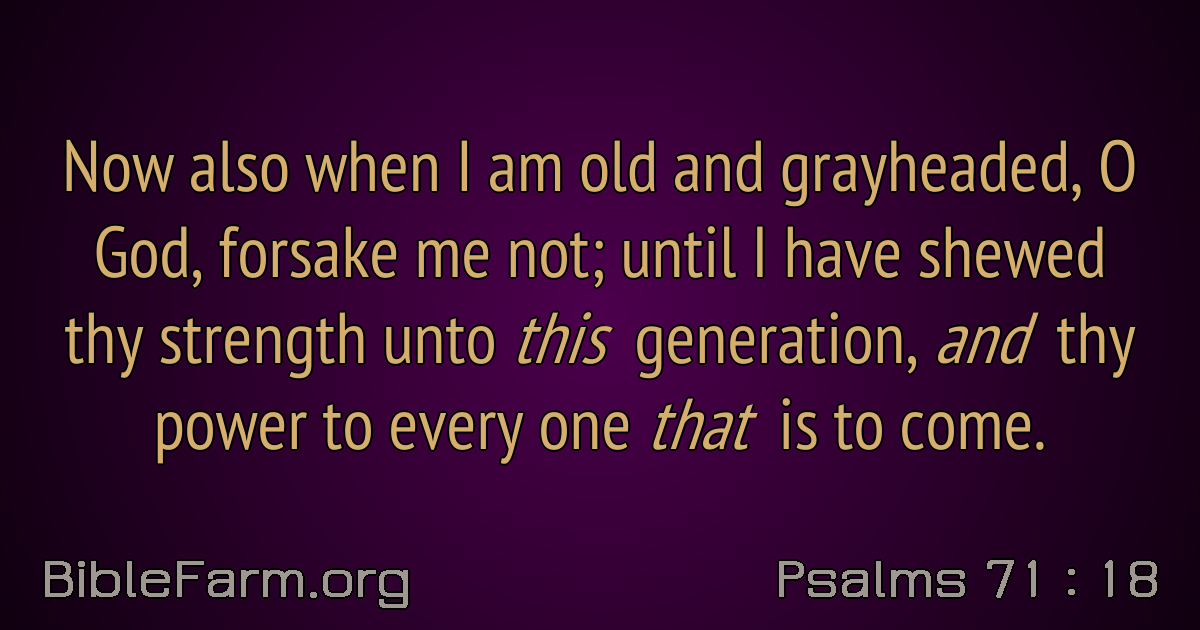 Now also when I am old and grayheaded, O
God, forsake me not; until I have shewed
thy strength unto this generation, and thy
power to every one that is to come.
BibleFarm.org
Psalms 71 : 18